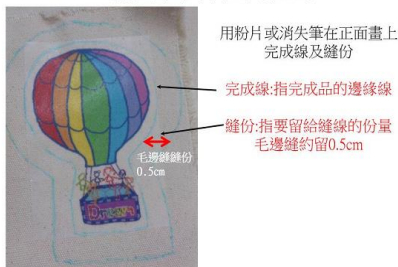 用粉片或消失筆在正面畫上
完成線及縫份
完成線:指完成品的邊緣線
縫份:指要留給縫線的份量
毛邊縫約留0.5cm
毛邊縫縫份
0.5cm
Dream